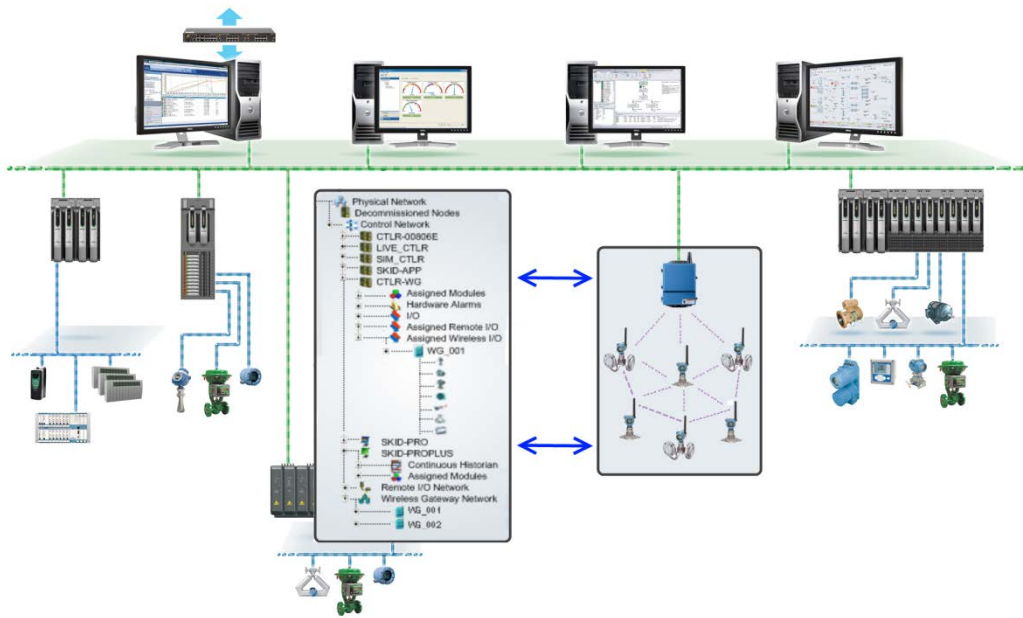 Physical Network
Decommissioned Nodes
Control Network
CTLR-00806E
LIVE_CTLR
SIM_CTLR
SKID-APP
CTLR-WG
Assigned Modules
Hardware Alarms
I/O
Assigned Remote I/O
Assigned Wireless I/O
WG_001
SKID-PRO
SKID-PROPLUS
Continuous Historian
Assigned Modules
Remote I/O Network
Wireless Gateway Network
WG_001
WG_002